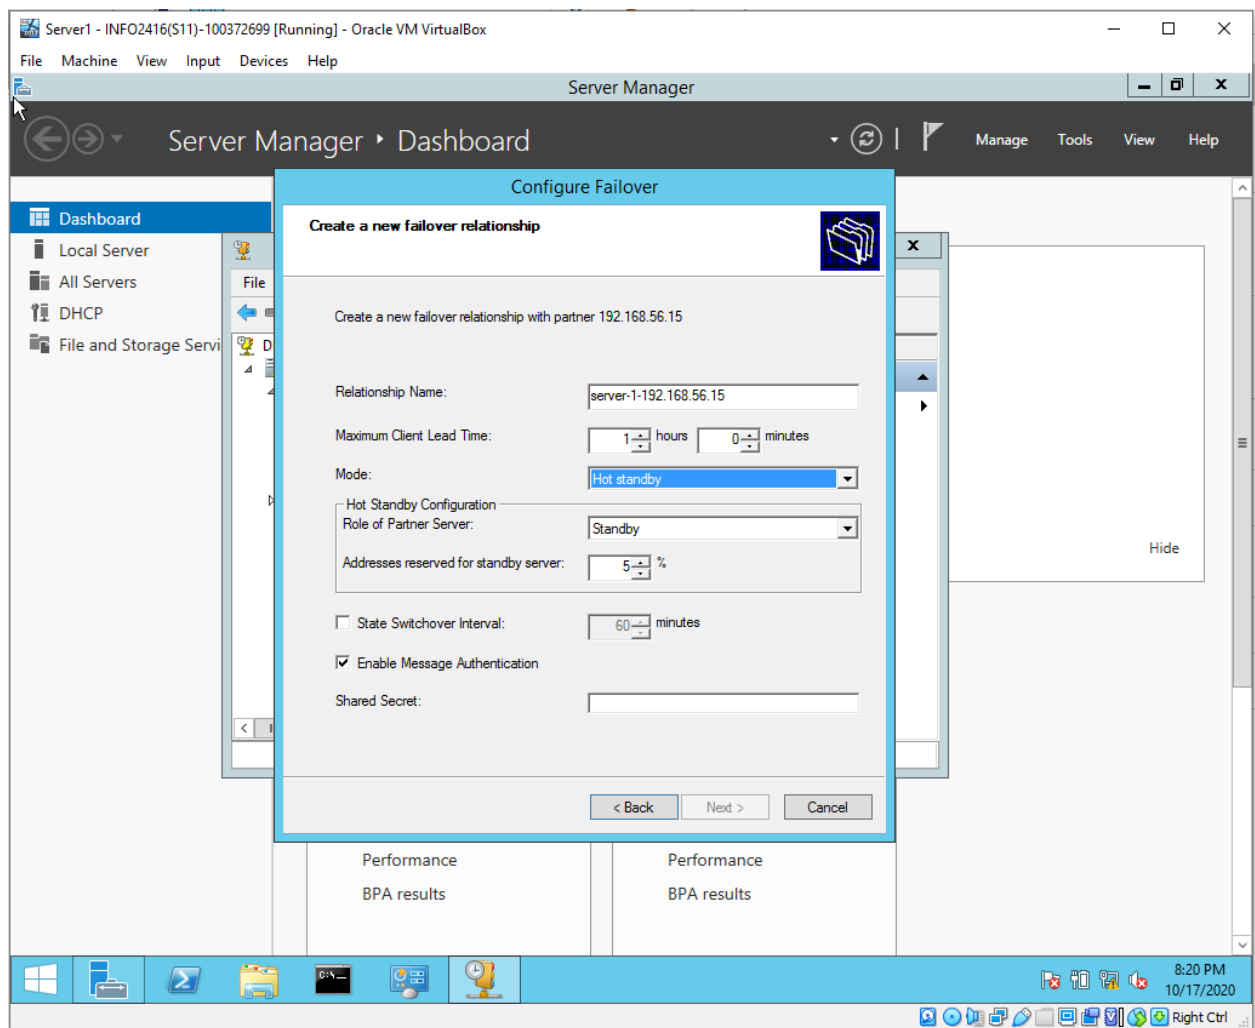 Server1 - INFO2416(S11)-100372699 [Running] - Oracle VM VirtualBox
File Machine View Input Devices Help
Server Manager
Server Manager Dashboard
Manage Tools View Help
Configure Failover
Dashboard
Local Server
All Servers
DHCP
File and Storage Servi
File
D
Create a new failover relationship
Create a new failover relationship with partner 192.168.56.15
Relationship Name: server-1-192.168.56.15
Maximum Client Lead Time: 1 hours 0 minutes
Mode: Hot standby
Hot Standby Configuration
Role of Partner Server: Standby
Addresses reserved for standby server: 5 %
State Switchover Interval: 60 minutes
Enable Message Authentication
Shared Secret:
< Back Next > Cancel
Hide
Performance Performance
BPA results BPA results
C:\
8:20 PM
10/17/2020
Right Ctrl